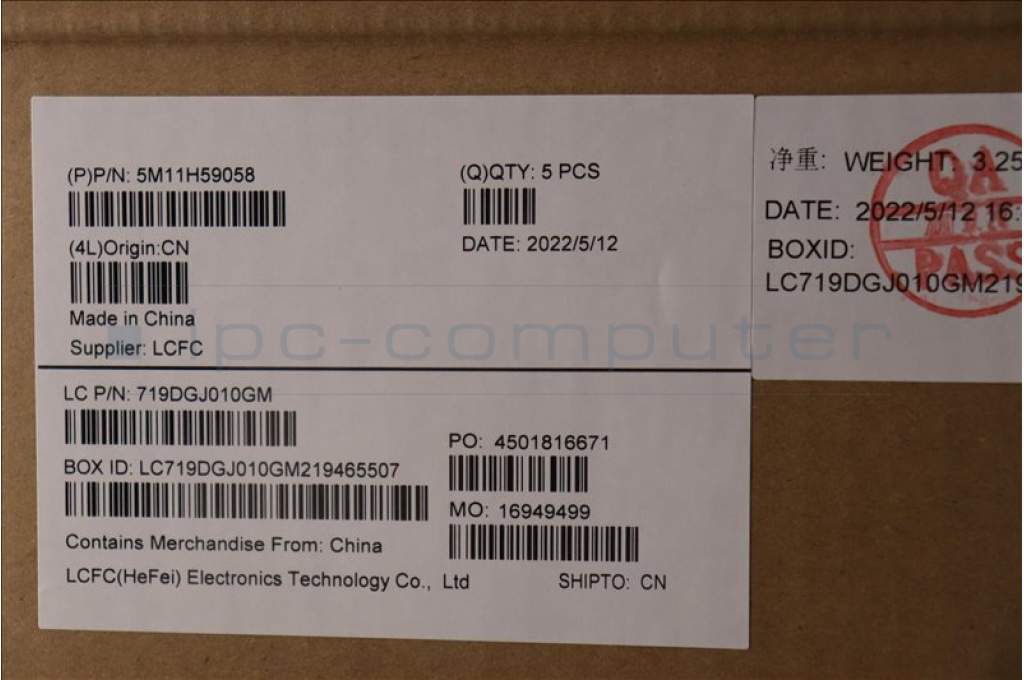 (P)P/N: 5M11H59058
(Q)QTY: 5 PCS
(4L)Origin:CN
DATE: 2022/5/12
Made in China
Supplier: LCFC
LC P/N: 719DGJ010GM
PO: 4501816671
BOX ID: LC719DGJ010GM219465507
MO: 16949499
Contains Merchandise From: China
LCFC(HeFei) Electronics Technology Co., Ltd
SHIPTO: CN
净重: WEIGHT: 3.25
DATE: 2022/5/12 16:
BOXID:
LC719DGJ010GM219
QA
PASS
ipc-computer